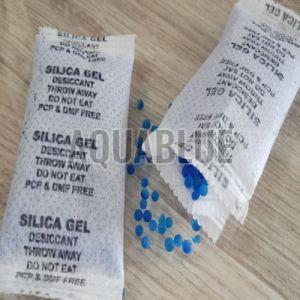 SILICA GEL
DESICCANT
THROW AWAY
DO NOT EAT
PCP & DMF FREE
SILICA GEL
DESICCANT
THROW AWAY
DO NOT EAT
PCP & DMF FREE
SILICA GEL
DESICCANT
THROW AWAY
DO NOT EAT
PCP & DMF FREE
SILICA GEL
DESICCANT
THROW AWAY
DO NOT EAT
PCP & DMF FREE
SILICA GEL
AQUABLUE